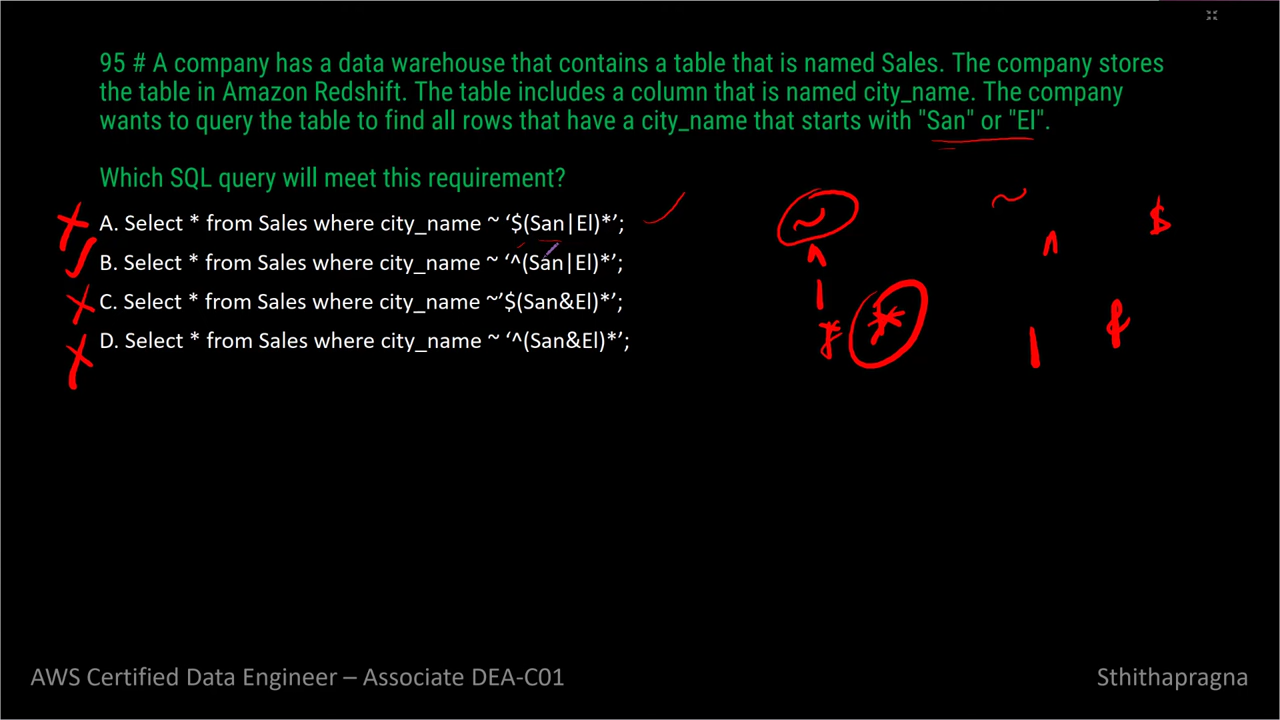 95 # A company has a data warehouse that contains a table that is named Sales. The company stores
the table in Amazon Redshift. The table includes a column that is named city_name. The company
wants to query the table to find all rows that have a city_name that starts with "San" or "El".
Which SQL query will meet this requirement?
A. Select * from Sales where city_name ~ ‘$(San|El)*’;
B. Select * from Sales where city_name ~ ‘^(San|El)*’;
C. Select * from Sales where city_name ~’$(San&El)*’;
D. Select * from Sales where city_name ~ ‘^(San&El)*’;
~ ~ $
^ ^
| * * | &
AWS Certified Data Engineer – Associate DEA-C01
Sthithapragna